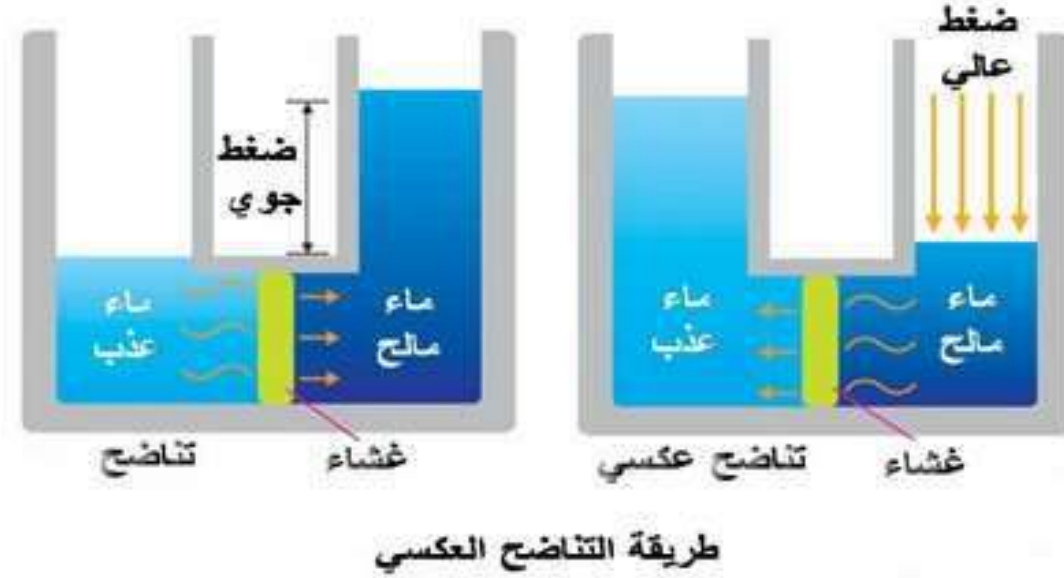 ضغط
عالي
ماء
مالح
ماء
عذب
غشاء
تناضح عكسي
ضغط
جوي
ماء
مالح
ماء
عذب
غشاء
تناضح
طريقة التناضح العكسي